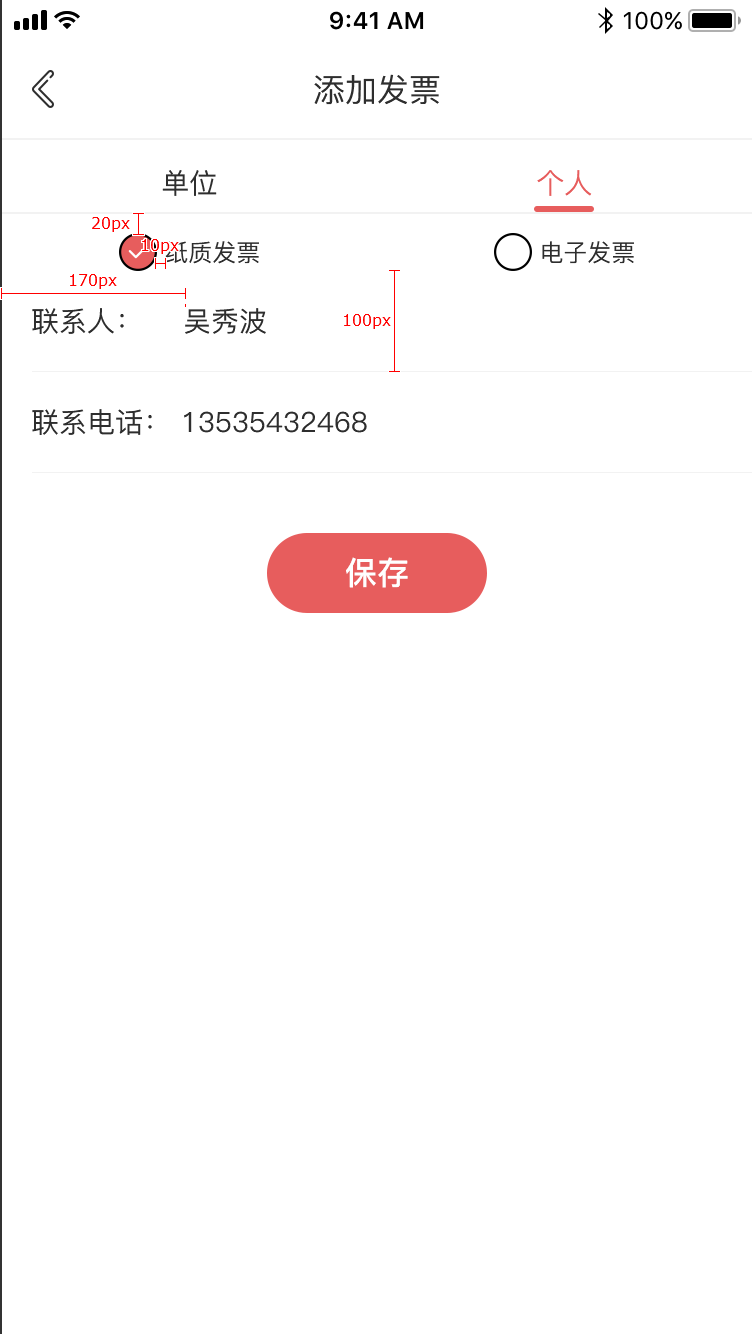 9:41 AM 100%
添加发票
单位 个人
20px
10px
纸质发票 电子发票
170px
联系人： 吴秀波
100px
联系电话： 13535432468
保存